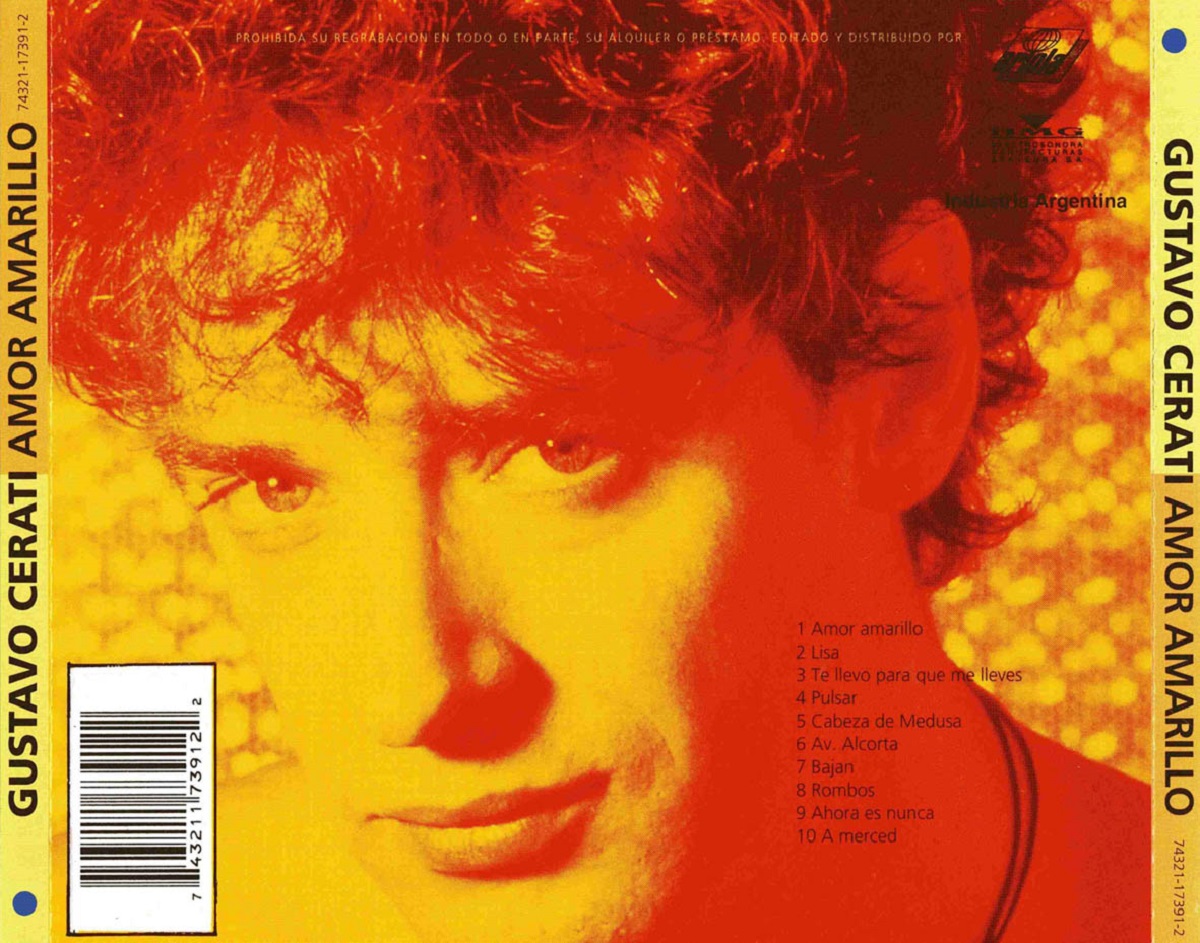 PROHIBIDA SU REGRABACION EN TODO O EN PARTE, SU ALQUILER O PRESTAMO. EDITADO Y DISTRIBUIDO POR
Industria Argentina
GUSTAVO CERATI AMOR AMARILLO 74321-17391-2
1 Amor amarillo
2 Lisa
3 Te llevo para que me lleves
4 Pulsar
5 Cabeza de Medusa
6 Av. Alcorta
7 Bajan
8 Rombos
9 Ahora es nunca
10 A merced
7 43211 73912 2
GUSTAVO CERATI AMOR AMARILLO 74321-17391-2